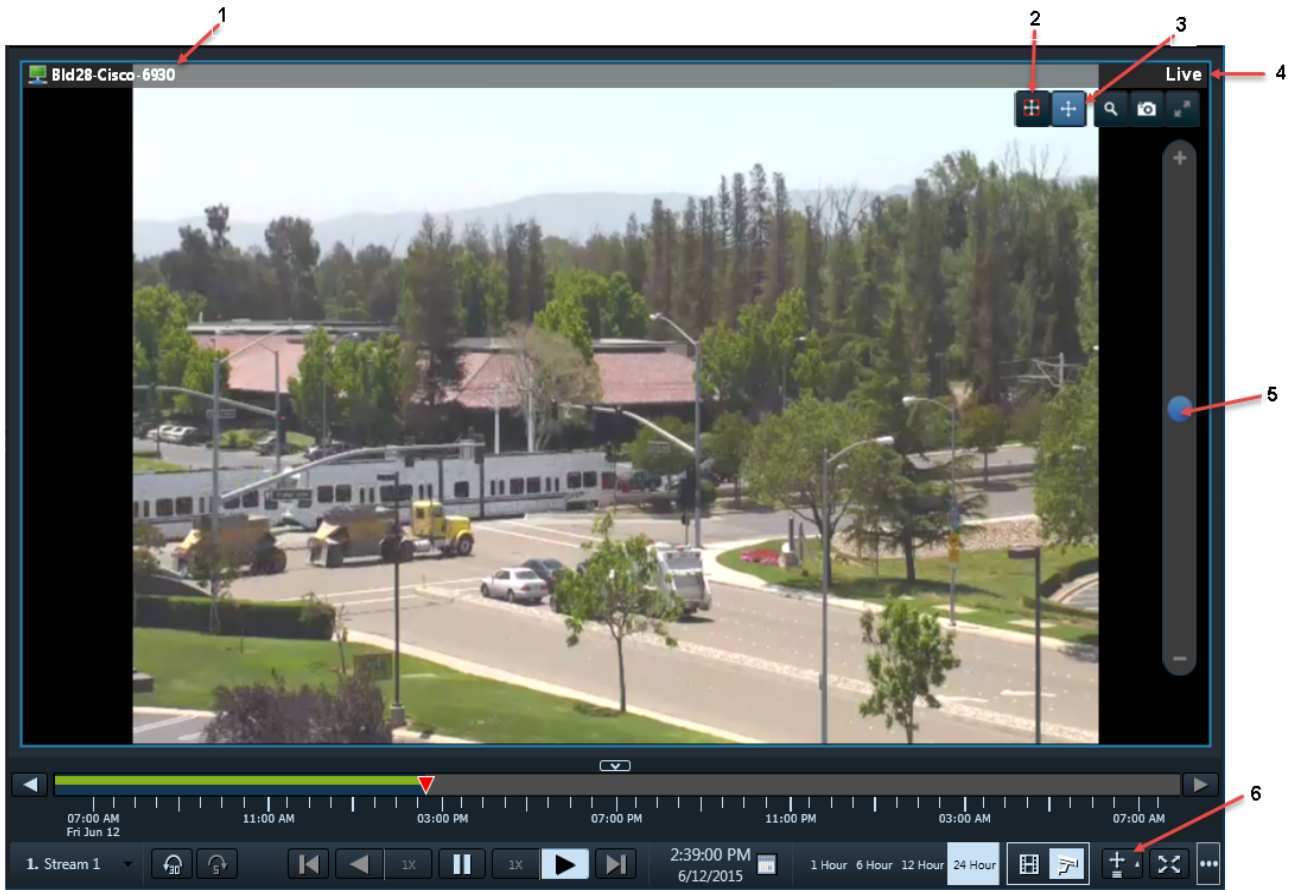 1
2
3
Bld28-Cisco-6930
Live
4
5
6
07:00 AM
11:00 AM
03:00 PM
07:00 PM
11:00 PM
03:00 AM
07:00 AM
Fri Jun 12
1. Stream 1
30
5
1X
1X
2:39:00 PM
6/12/2015
1 Hour
6 Hour
12 Hour
24 Hour